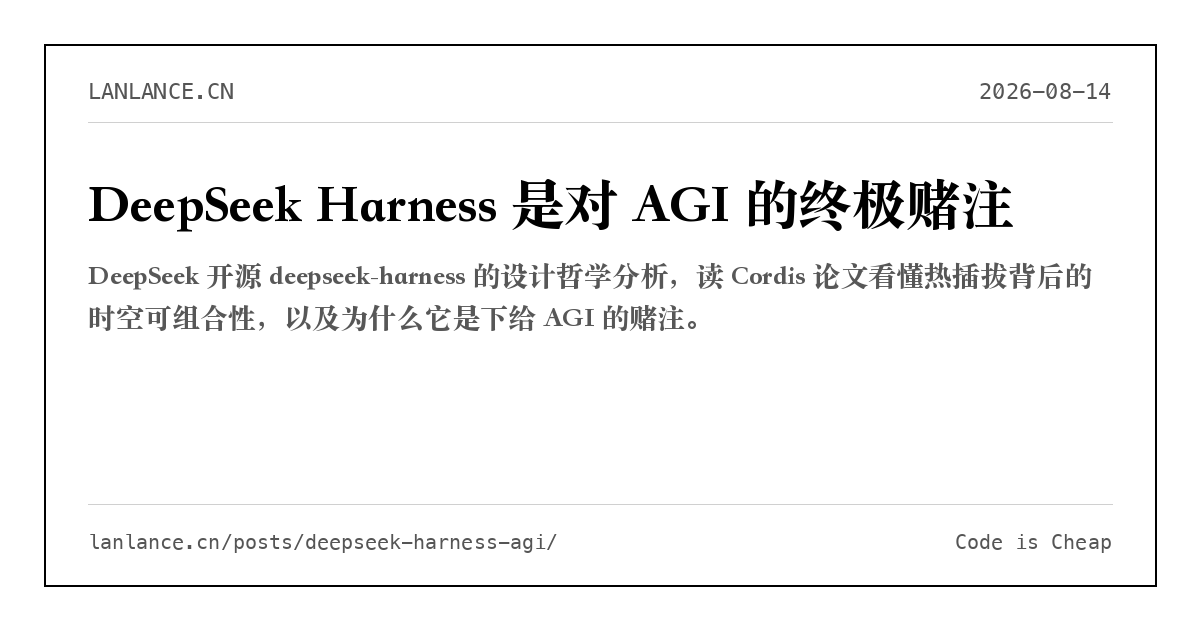 LANLANCE.CN
2026-08-14
DeepSeek Harness 是对 AGI 的终极赌注
DeepSeek 开源 deepseek-harness 的设计哲学分析，读 Cordis 论文看懂热插拔背后的
时空可组合性，以及为什么它是下给 AGI 的赌注。
lanlance.cn/posts/deepseek-harness-agi/
Code is Cheap